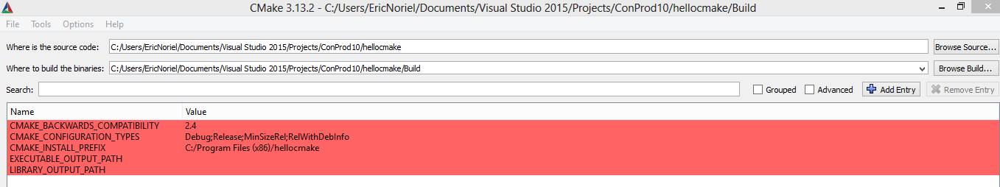 CMake 3.13.2 - C:/Users/EricNoriel/Documents/Visual Studio 2015/Projects/ConProd10/hellocmake/Build
File Tools Options Help
Where is the source code: C:/Users/EricNoriel/Documents/Visual Studio 2015/Projects/ConProd10/hellocmake Browse Source...
Where to build the binaries: C:/Users/EricNoriel/Documents/Visual Studio 2015/Projects/ConProd10/hellocmake/Build Browse Build...
Search: Grouped Advanced Add Entry Remove Entry
Name Value
CMAKE_BACKWARDS_COMPATIBILITY 2.4
CMAKE_CONFIGURATION_TYPES Debug;Release;MinSizeRel;RelWithDebInfo
CMAKE_INSTALL_PREFIX C:/Program Files (x86)/hellocmake
EXECUTABLE_OUTPUT_PATH
LIBRARY_OUTPUT_PATH